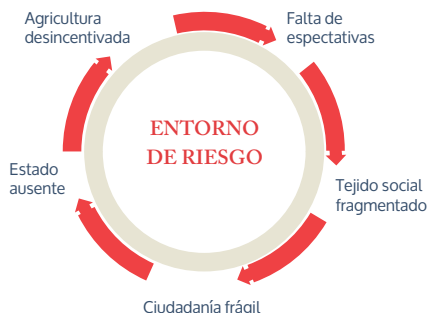 Agricultura
desincentivada
Falta de
espectativas
ENTORNO
DE RIESGO
Estado
ausente
Tejido social
fragmentado
Ciudadanía frágil